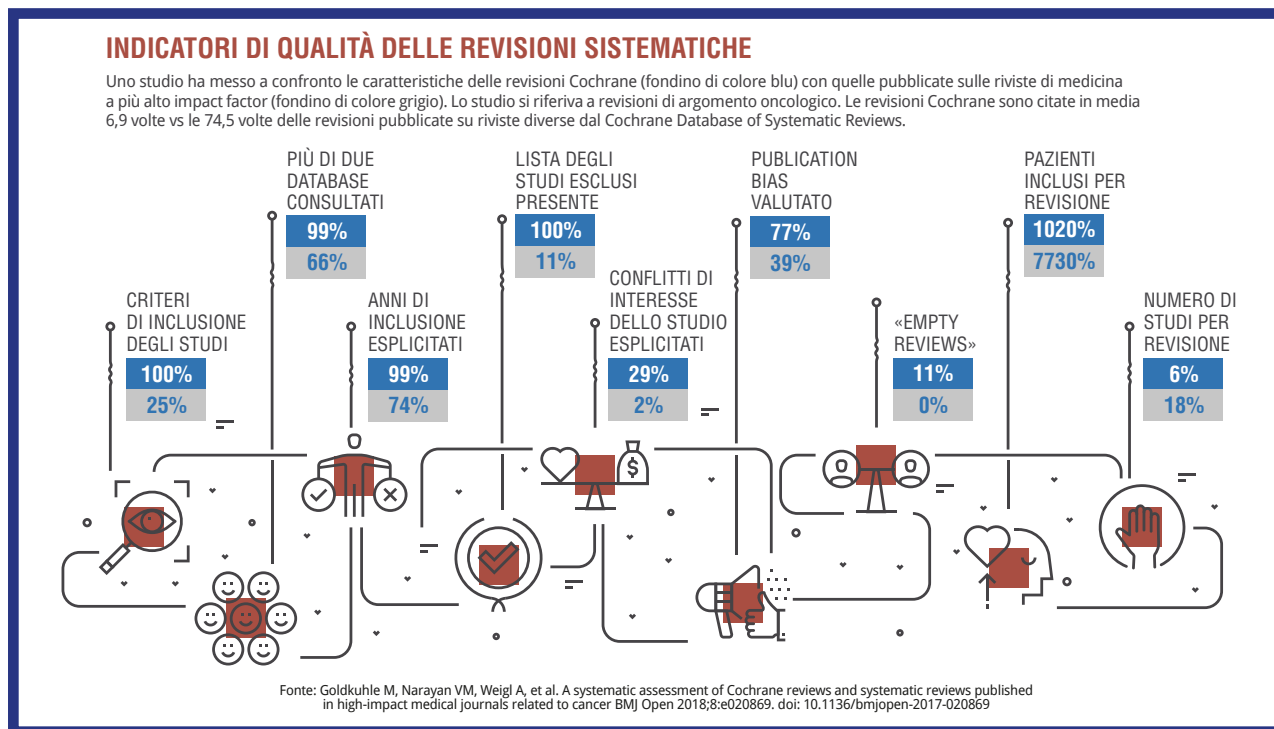 INDICATORI DI QUALITÀ DELLE REVISIONI SISTEMATICHE
Uno studio ha messo a confronto le caratteristiche delle revisioni Cochrane (fondino di colore blu) con quelle pubblicate sulle riviste di medicina
a più alto impact factor (fondino di colore grigio). Lo studio si riferiva a revisioni di argomento oncologico. Le revisioni Cochrane sono citate in media
6,9 volte vs le 74,5 volte delle revisioni pubblicate su riviste diverse dal Cochrane Database of Systematic Reviews.
CRITERI
DI INCLUSIONE
DEGLI STUDI
100%
25%
PIÙ DI DUE
DATABASE
CONSULTATI
99%
66%
ANNI DI
INCLUSIONE
ESPLICITATI
99%
74%
LISTA DEGLI
STUDI ESCLUSI
PRESENTE
100%
11%
CONFLITTI DI
INTERESSE
DELLO STUDIO
ESPLICITATI
29%
2%
PUBLICATION
BIAS
VALUTATO
77%
39%
«EMPTY
REVIEWS»
11%
0%
PAZIENTI
INCLUSI PER
REVISIONE
1020%
7730%
NUMERO DI
STUDI PER
REVISIONE
6%
18%
$
Fonte: Goldkuhle M, Narayan VM, Weigl A, et al. A systematic assessment of Cochrane reviews and systematic reviews published
in high-impact medical journals related to cancer BMJ Open 2018;8:e020869. doi: 10.1136/bmjopen-2017-020869